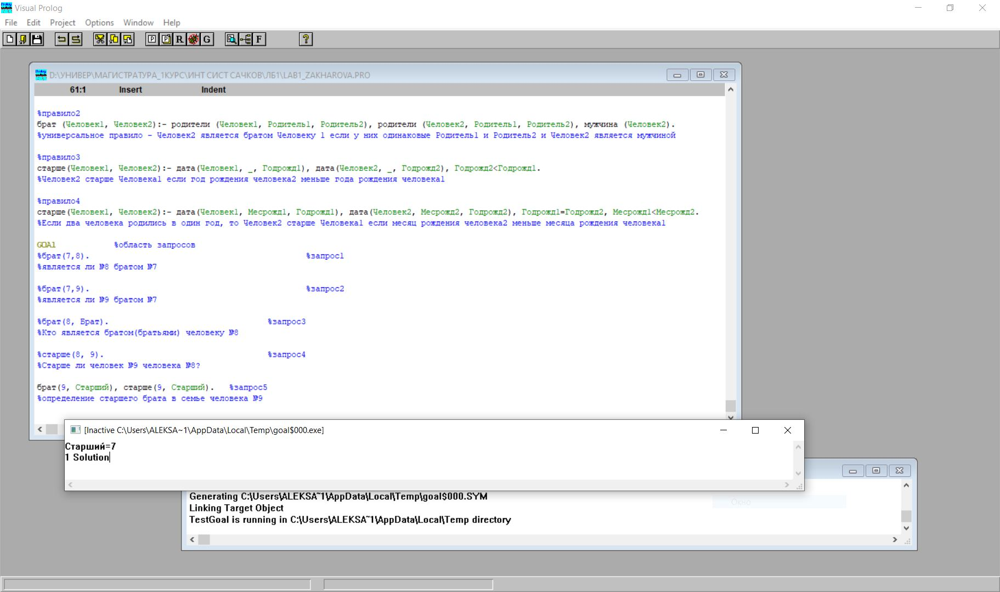 Visual Prolog
File Edit Project Options Window Help
P P R G F ?
D:\УНИВЕР\МАГИСТРАТУРА_1КУРС\ИНТ СИСТ САЧКОВ\ЛБ1\LAB1_ZAKHAROVA.PRO
61:1 Insert Indent
%правило2
брат (Человек1, Человек2):- родители (Человек1, Родитель1, Родитель2), родители (Человек2, Родитель1, Родитель2), мужчина (Человек2).
%универсальное правило - Человек2 является братом Человеку 1 если у них одинаковые Родитель1 и Родитель2 и Человек2 является мужчиной
%правило3
старше(Человек1, Человек2):- дата(Человек1, _, Годрожд1), дата(Человек2, _, Годрожд2), Годрожд2<Годрожд1.
%Человек2 старше Человека1 если год рождения человека2 меньше года рождения человека1
%правило4
старше(Человек1, Человек2):- дата(Человек1, Месрожд1, Годрожд1), дата(Человек2, Месрожд2, Годрожд2), Годрожд1=Годрожд2, Месрожд1<Месрожд2.
%Если два человека родились в один год, то Человек2 старше Человека1 если месяц рождения человека2 меньше месяца рождения человека1
GOAl %область запросов
%брат(7,8). %запрос1
%является ли №8 братом №7
%брат(7,9). %запрос2
%является ли №9 братом №7
%брат(8, Брат). %запрос3
%Кто является братом(братьями) человеку №8
%старше(8, 9). %запрос4
%Старше ли человек №9 человека №8?
брат(9, Старший), старше(9, Старший). %запрос5
%определение старшего брата в семье человека №9
[Inactive C:\Users\ALEKSA~1\AppData\Local\Temp\goal$000.exe]
Старший=7
1 Solution
Generating C:\Users\ALEKSA~1\AppData\Local\Temp\goal$000.SYM
Linking Target Object
TestGoal is running in C:\Users\ALEKSA~1\AppData\Local\Temp directory
Окно